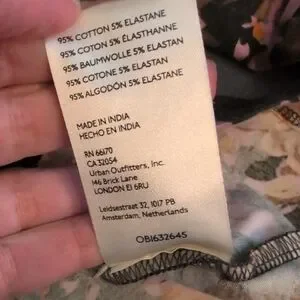 95% COTTON 5% ELASTANE
95% COTON 5% ÉLASTHANNE
95% BAUMWOLLE 5% ELASTAN
95% COTONE 5% ELASTAN
95% ALGODÓN 5% ELASTANE
MADE IN INDIA
HECHO EN INDIA
RN 66170
CA 32054
Urban Outfitters, Inc.
146 Brick Lane
LONDON E1 6RU
Leidsestraat 32, 1017 PB
Amsterdam, Netherlands
OB1632645